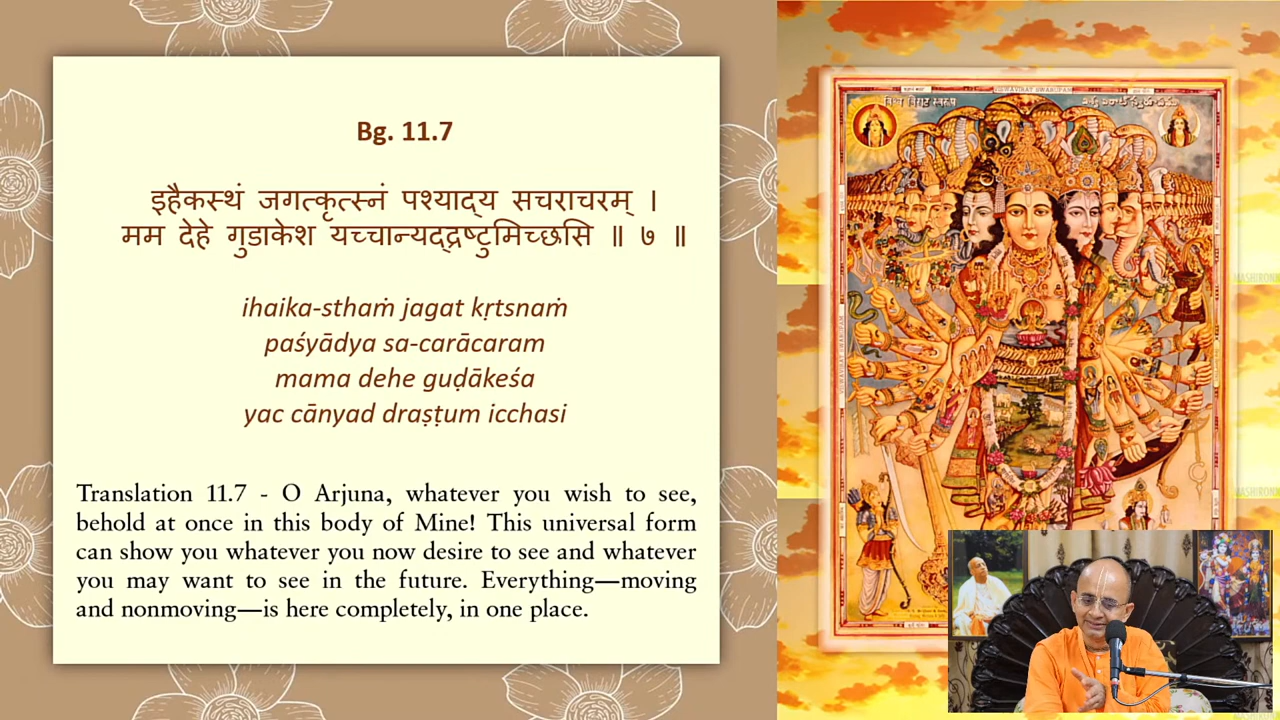 Bg. 11.7
इहैकस्थं जगत्कृत्स्नं पश्याद्य सचराचरम् ।
मम देहे गुडाकेश यच्चान्यद्द्रष्टुमिच्छसि ॥ ७ ॥
ihaika-sthaṁ jagat kṛtsnaṁ
paśyādya sa-carācaram
mama dehe guḍākeśa
yac cānyad draṣṭum icchasi
Translation 11.7 - O Arjuna, whatever you wish to see,
behold at once in this body of Mine! This universal form
can show you whatever you now desire to see and whatever
you may want to see in the future. Everything—moving
and nonmoving—is here completely, in one place.